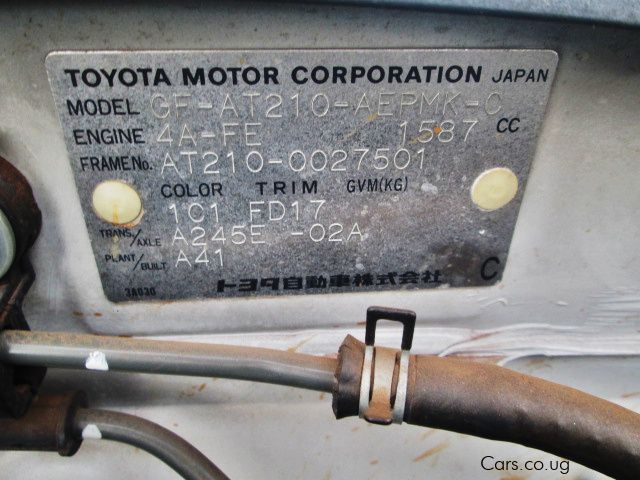 TOYOTA MOTOR CORPORATION JAPAN
MODEL GF-AT210-AEPMK-C
ENGINE 4A-FE 1587 CC
FRAME No. AT210-0027501
COLOR TRIM GVM(KG)
1C1 FD17
TRANS./AXLE A245E -02A
PLANT/BUILT A41
3A030 トヨタ自動車株式会社 C
Cars.co.ug